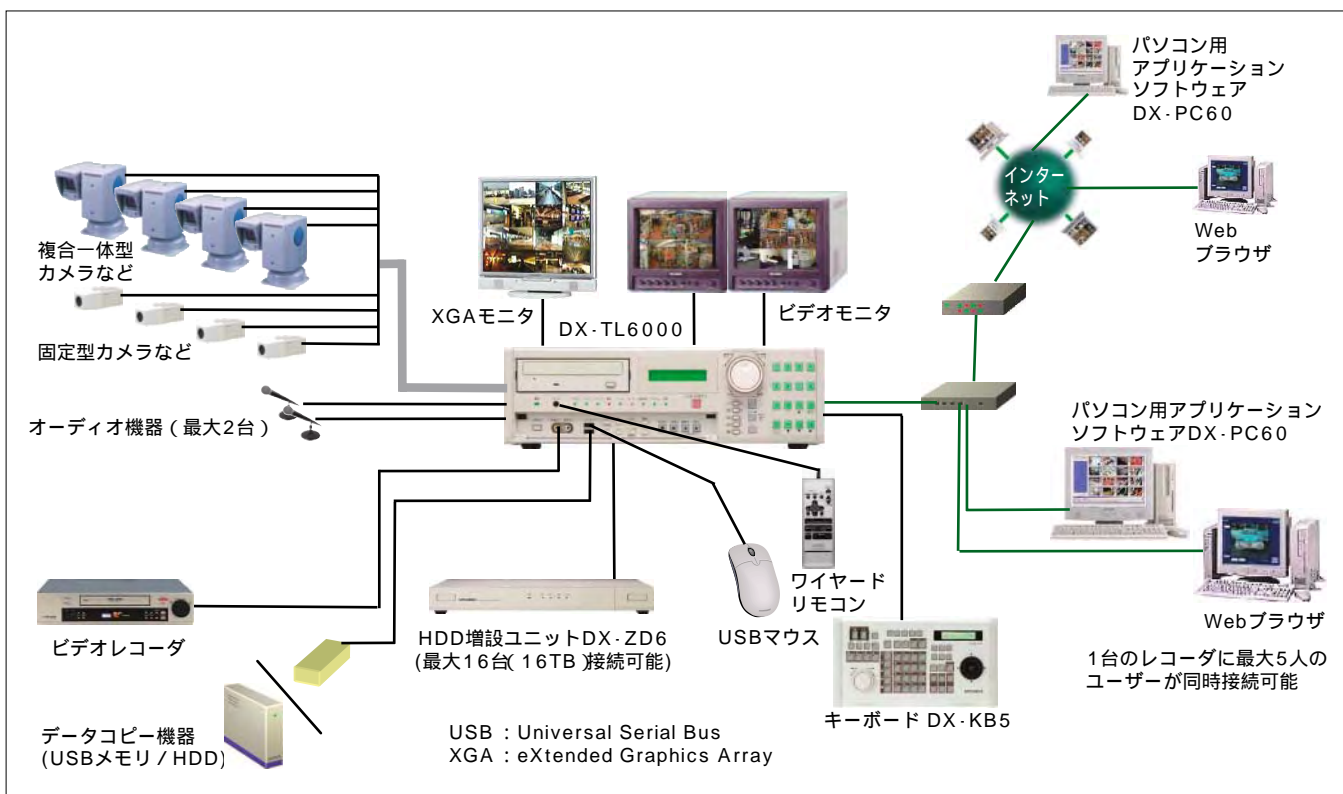 パソコン用
アプリケーション
ソフトウェア
DX-PC60
インター
ネット
Web
ブラウザ
複合一体型
カメラなど
XGAモニタ
DX-TL6000
ビデオモニタ
固定型カメラなど
オーディオ機器(最大2台)
パソコン用アプリケーション
ソフトウェアDX-PC60
ワイヤード
リモコン
USBマウス
HDD増設ユニットDX-ZD6
(最大16台(16TB)接続可能)
ビデオレコーダ
Webブラウザ
1台のレコーダに最大5人の
ユーザーが同時接続可能
キーボード DX-KB5
データコピー機器
(USBメモリ/HDD)
USB : Universal Serial Bus
XGA : eXtended Graphics Array